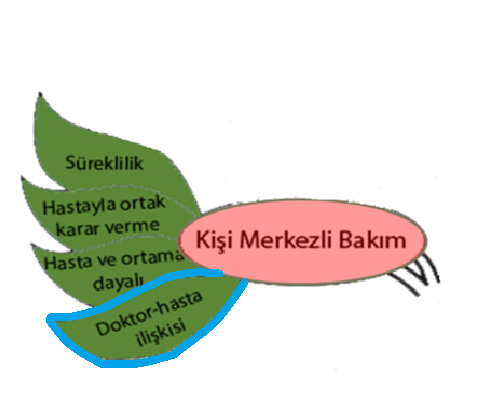 Süreklilik
Hastayla ortak
karar verme
Hasta ve ortama
dayalı
Doktor-hasta
ilişkisi
Kişi Merkezli Bakım